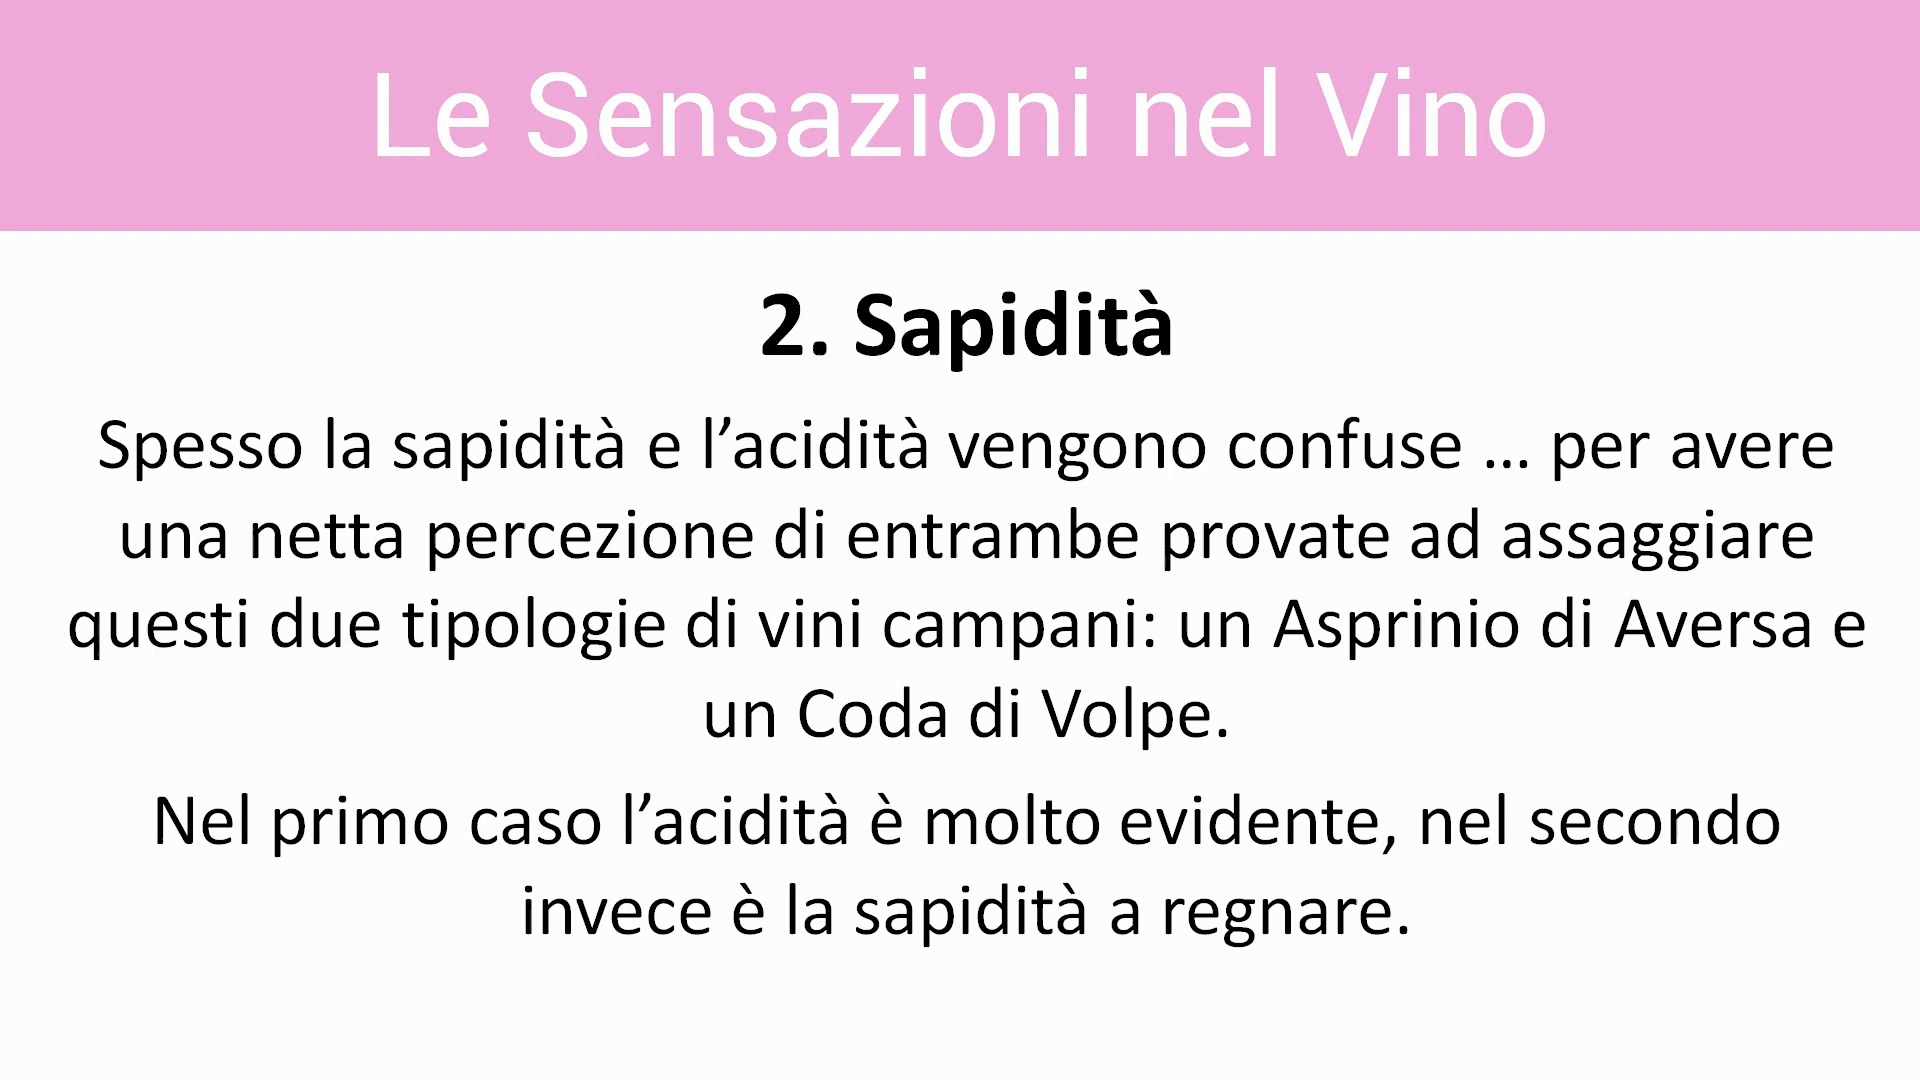 Le Sensazioni nel Vino
2. Sapidità
Spesso la sapidità e l’acidità vengono confuse … per avere
una netta percezione di entrambe provate ad assaggiare
questi due tipologie di vini campani: un Asprinio di Aversa e
un Coda di Volpe.
Nel primo caso l’acidità è molto evidente, nel secondo
invece è la sapidità a regnare.